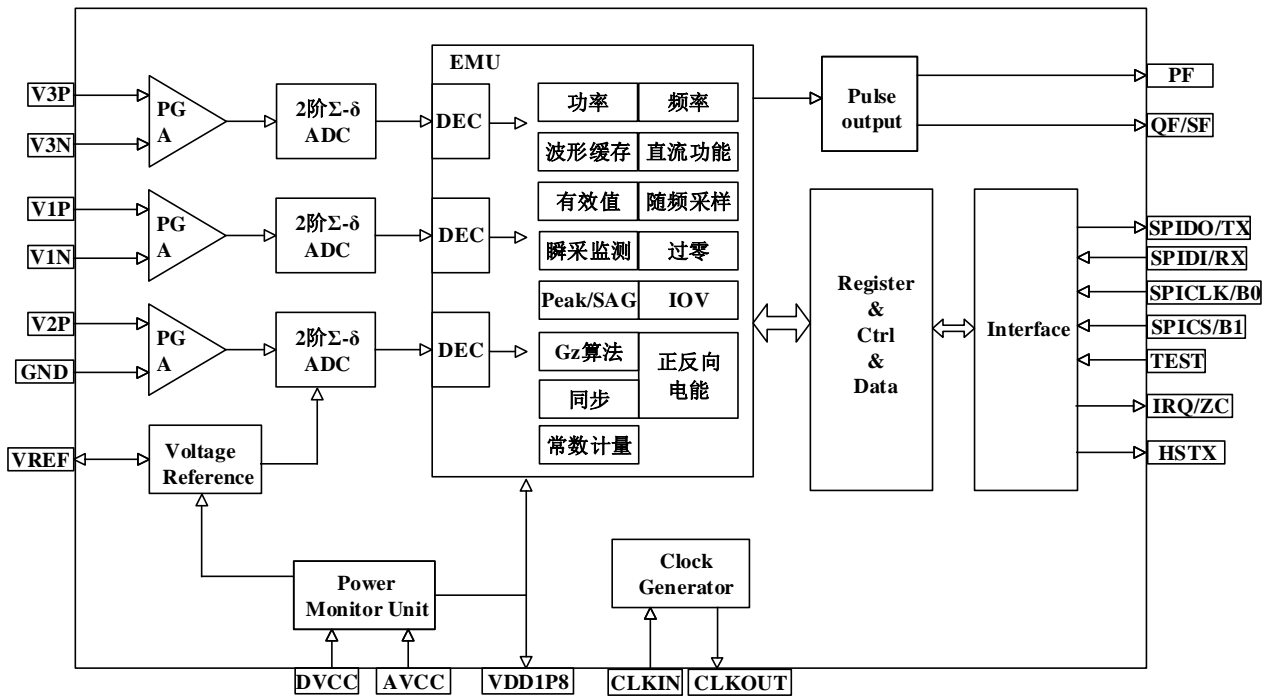 EMU
V3P
V3N
PG
A
2阶Σ-δ
ADC
DEC
V1P
V1N
PG
A
2阶Σ-δ
ADC
DEC
V2P
GND
PG
A
2阶Σ-δ
ADC
DEC
VREF
Voltage
Reference
功率
频率
波形缓存
直流功能
有效值
随频采样
瞬采监测
过零
Peak/SAG
IOV
Gz算法
正反向
电能
同步
常数计量
Pulse
output
PF
QF/SF
Register
&
Ctrl
&
Data
Interface
SPIDO/TX
SPIDI/RX
SPICLK/B0
SPICS/B1
TEST
IRQ/ZC
HSTX
Power
Monitor Unit
Clock
Generator
DVCC
AVCC
VDD1P8
CLKIN
CLKOUT